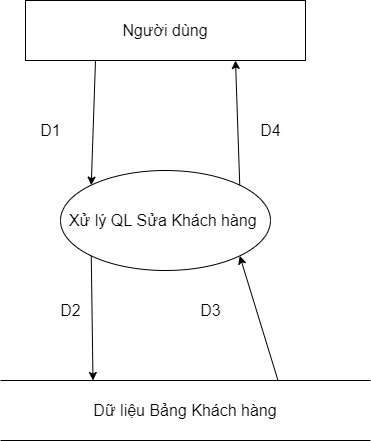 Người dùng
D1
D4
Xử lý QL Sửa Khách hàng
D2
D3
Dữ liệu Bảng Khách hàng